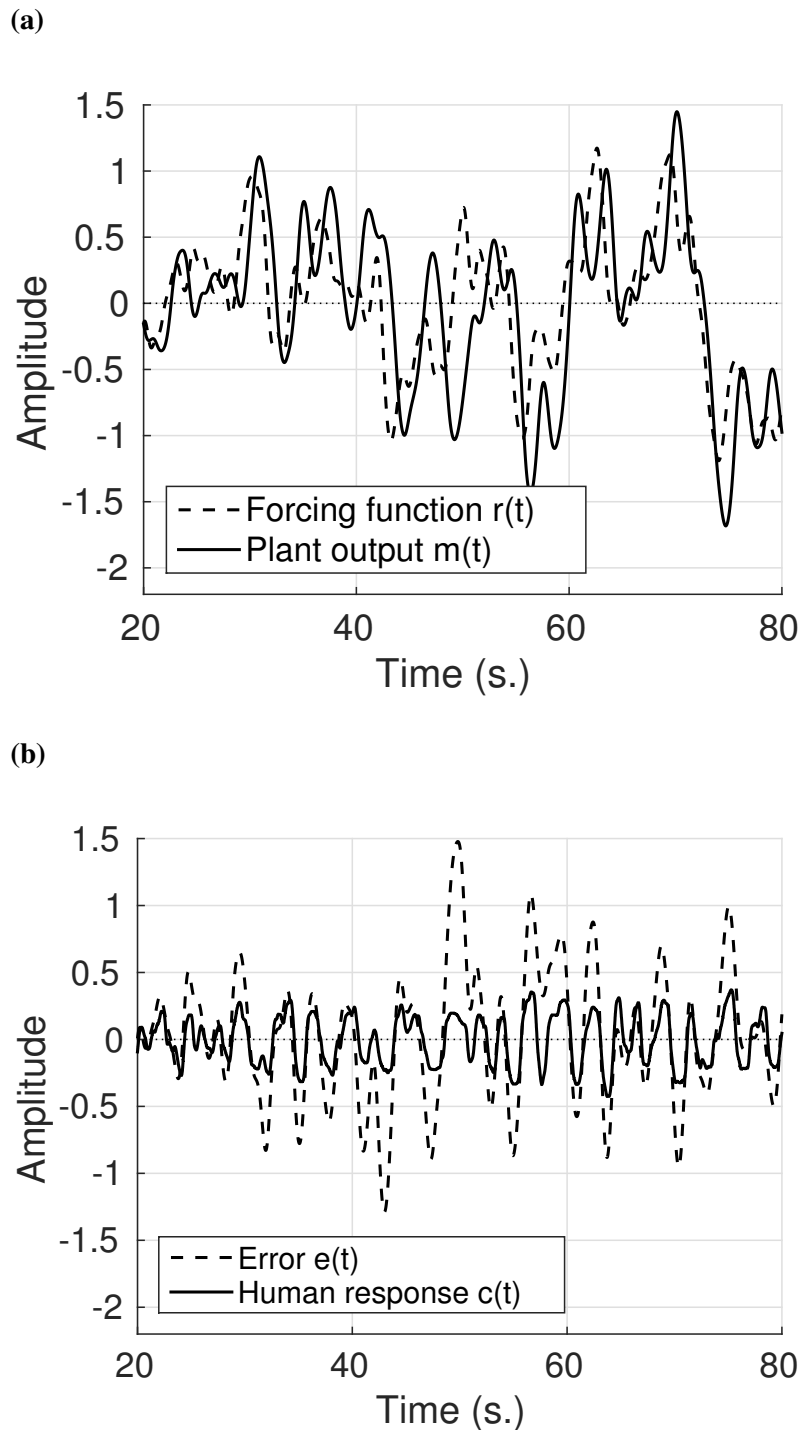 (a)
1.5
1
0.5
0
-0.5
-1
-1.5
-2
Amplitude
Forcing function r(t)
Plant output m(t)
20 40 60 80
Time (s.)
(b)
1.5
1
0.5
0
-0.5
-1
-1.5
-2
Amplitude
Error e(t)
Human response c(t)
20 40 60 80
Time (s.)